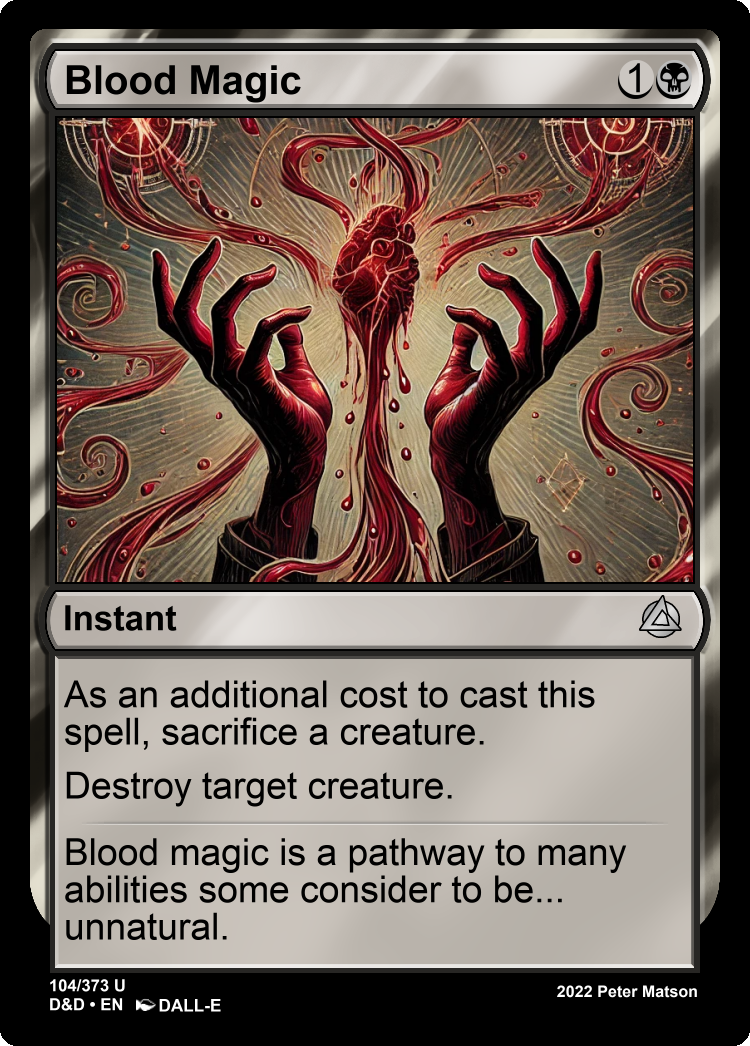 Blood Magic 1
Instant
As an additional cost to cast this
spell, sacrifice a creature.
Destroy target creature.
Blood magic is a pathway to many
abilities some consider to be...
unnatural.
104/373 U
D&D • EN DALL-E
2022 Peter Matson